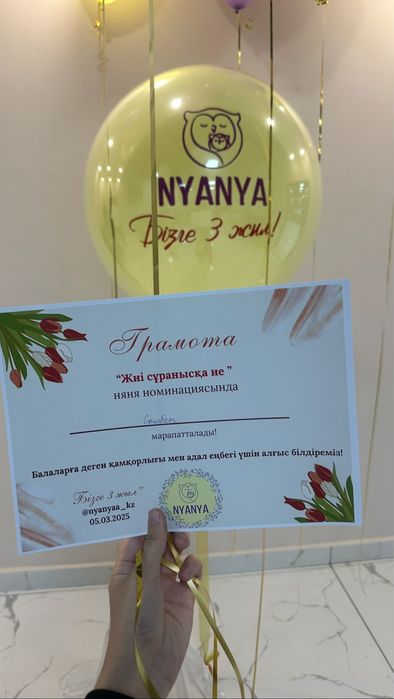 NYANYA
Бізге 3 жыл!
Грамота
“Жиі сұранысқа ие”
няня номинациясында
Сымбат
марапатталады!
Балаларға деген қамқорлығы мен адал еңбегі үшін алғыс білдіреміз!
Бізге 3 жыл"
@nyanyaa_kz
05.03.2025
NYANYA